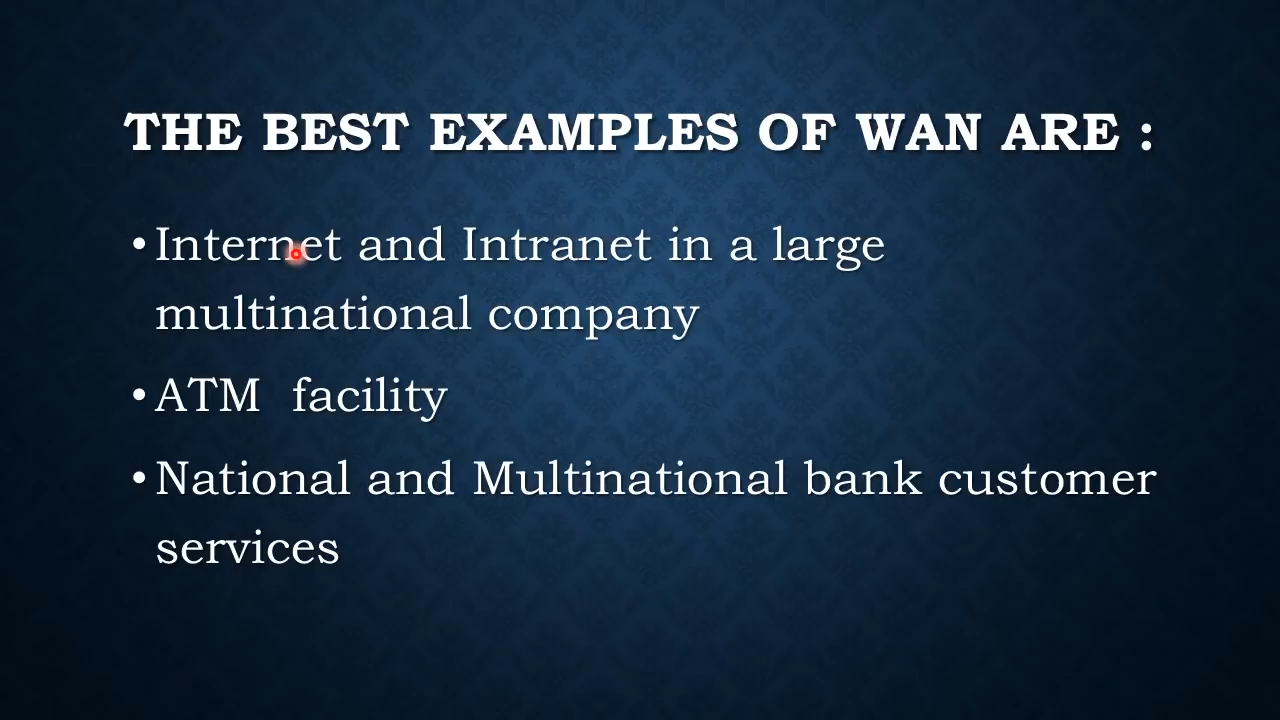 THE BEST EXAMPLES OF WAN ARE :
• Internet and Intranet in a large
multinational company
• ATM  facility
• National and Multinational bank customer
services